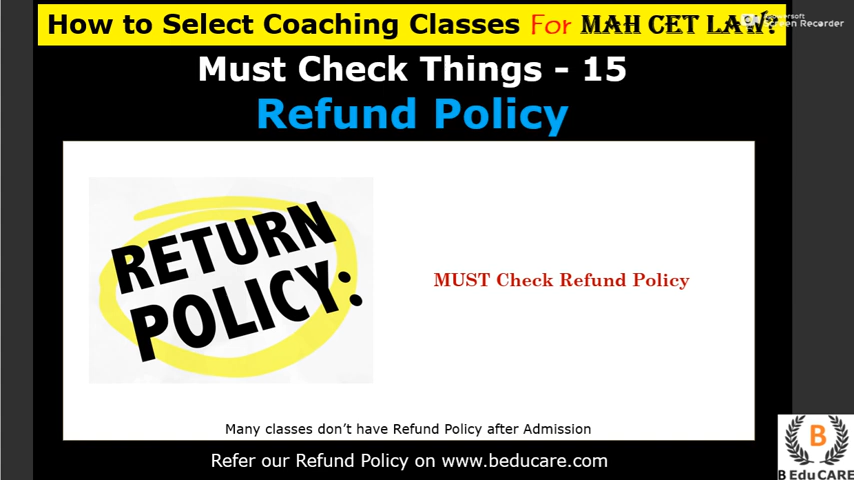 How to Select Coaching Classes For MAH CET LAW?
Screen Recorder
Must Check Things - 15
Refund Policy
RETURN
POLICY:
MUST Check Refund Policy
Many classes don't have Refund Policy after Admission
Refer our Refund Policy on www.beducare.com
B
B EduCARE